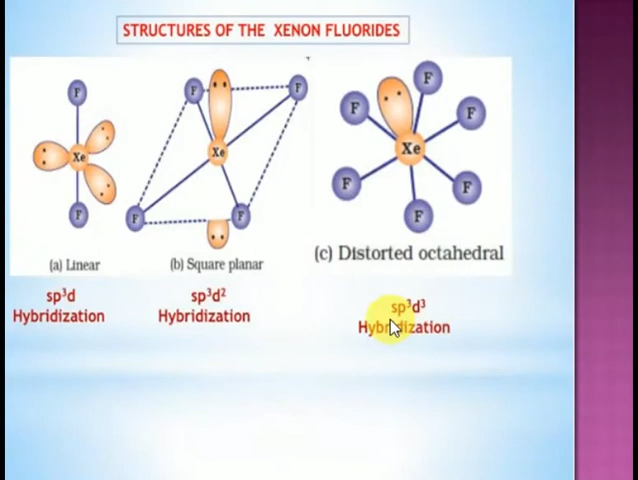 STRUCTURES OF THE XENON FLUORIDES
F
Xe
F
F
F
Xe
F
F
F
F
F
Xe
F
F
F
(a) Linear
(b) Square planar
(c) Distorted octahedral
sp³d
Hybridization
sp³d²
Hybridization
sp³d³
Hybridization